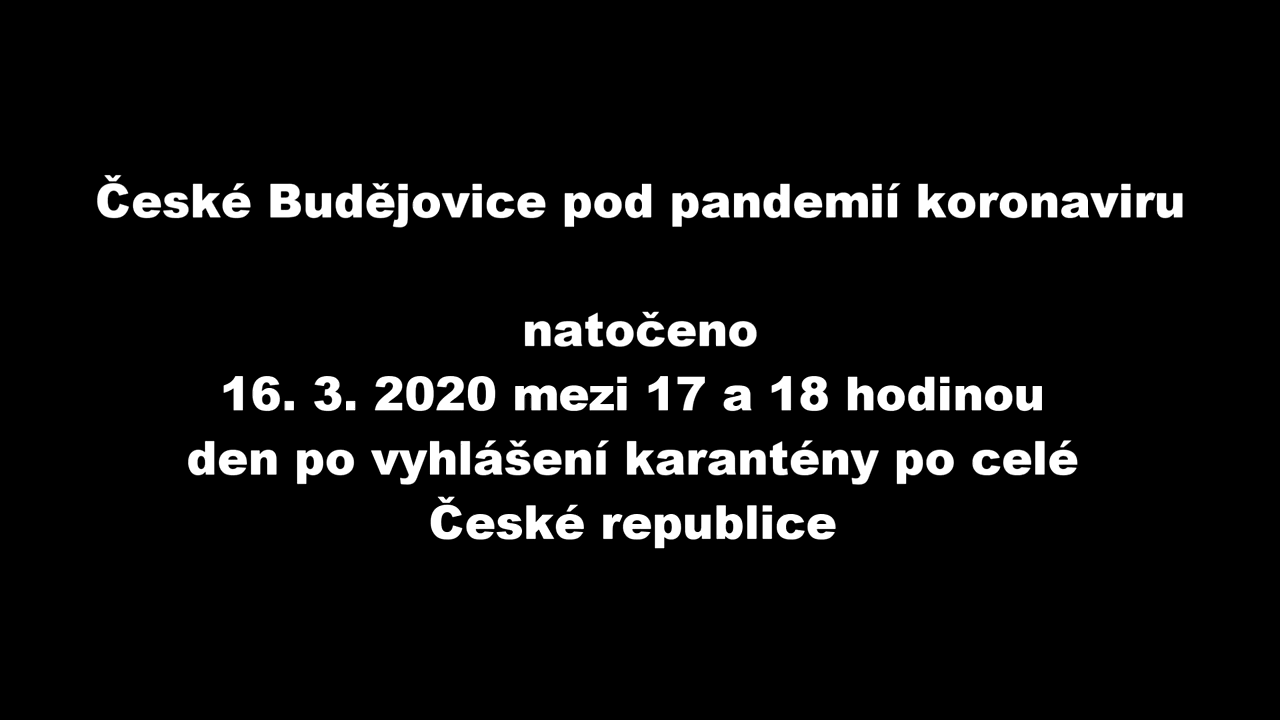 České Budějovice pod pandemií koronaviru
natočeno
16. 3. 2020 mezi 17 a 18 hodinou
den po vyhlášení karantény po celé
České republice